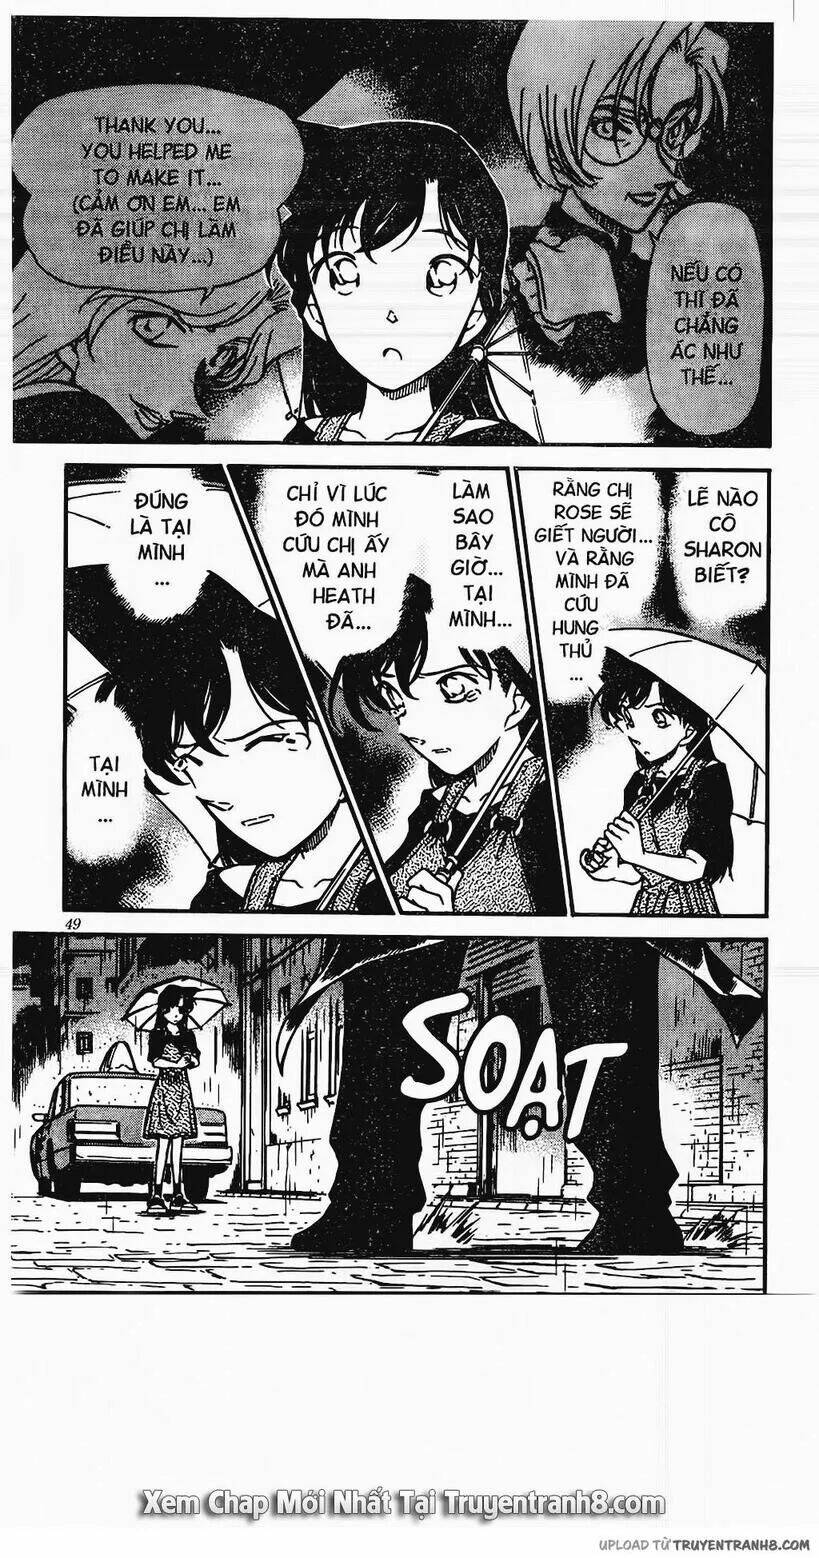 NẾU CÓ
THÌ ĐÃ
CHẲNG
ÁC NHƯ
THẾ...
THANK YOU...
YOU HELPED ME
TO MAKE IT...
(CẢM ƠN EM... EM
ĐÃ GIÚP CHỊ LÀM
ĐIỀU NÀY...)
LẼ NÀO
CÔ
SHARON
BIẾT?
RẰNG CHỊ
ROSE SẼ
GIẾT NGƯỜI...
VÀ RẰNG
MÌNH ĐÃ
CỨU
HUNG
THỦ
...
LÀM
SAO
BÂY
GIỜ...
TẠI
MÌNH...
CHỈ VÌ LÚC
ĐÓ MÌNH
CỨU CHỊ ẤY
MÀ ANH
HEATH
ĐÃ...
ĐÚNG
LÀ TẠI
MÌNH
...
TẠI
MÌNH
...
49
SOẠT
Xem Chap Mới Nhất Tại Truyentranh8.com
UPLOAD TỪ TRUYENTRANH8.COM